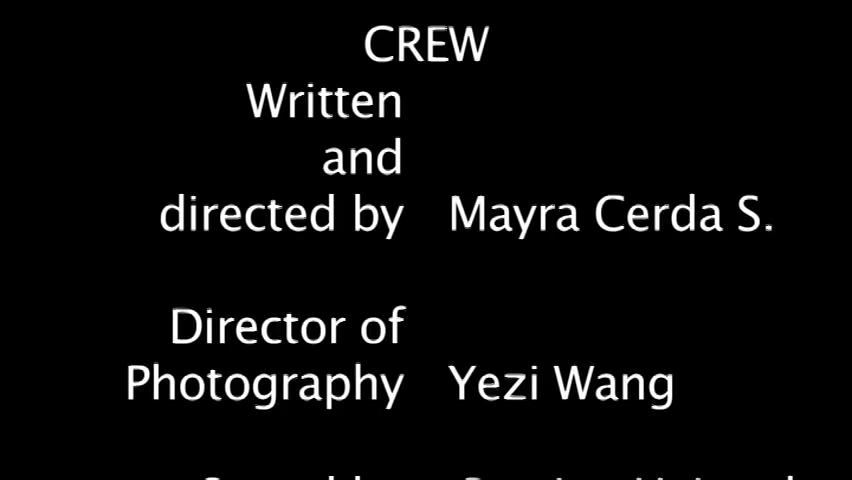 CREW
Written
and
directed by Mayra Cerda S.
Director of
Photography Yezi Wang